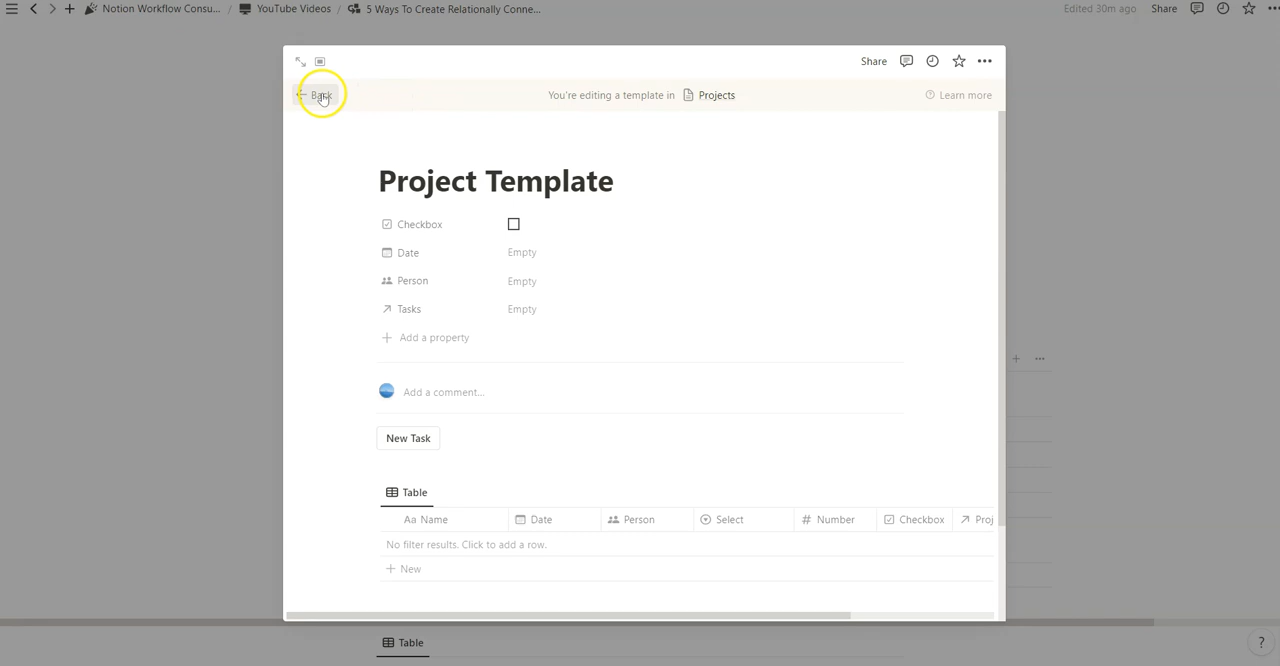 Notion Workflow Consu... / YouTube Videos / 5 Ways To Create Relationally Conne...
Edited 30m ago Share
Share
Back
You're editing a template in Projects
Learn more
Project Template
Checkbox
Date Empty
Person Empty
Tasks Empty
Add a property
Add a comment...
New Task
Table
Aa Name Date Person Select # Number Checkbox Proj
No filter results. Click to add a row.
+ New
Table
?